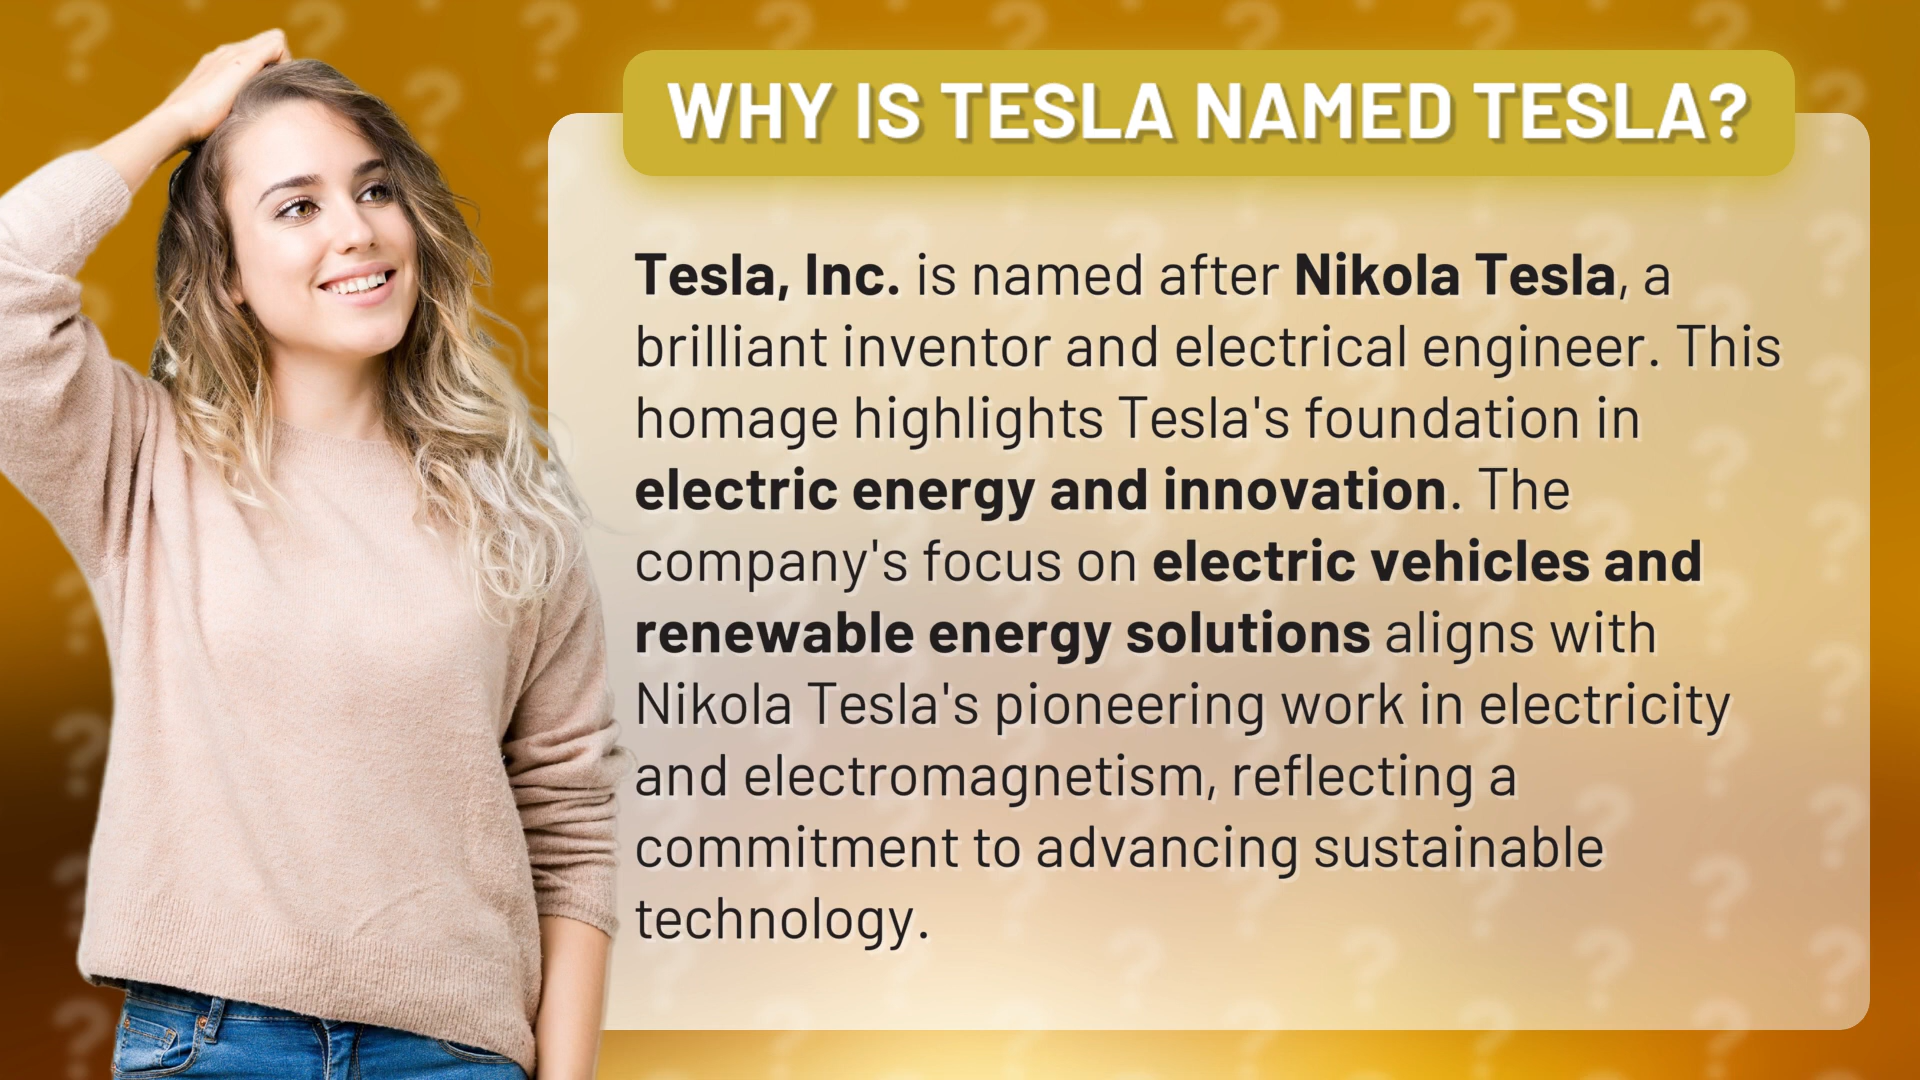 WHY IS TESLA NAMED TESLA?
Tesla, Inc. is named after Nikola Tesla, a
brilliant inventor and electrical engineer. This
homage highlights Tesla's foundation in
electric energy and innovation. The
company's focus on electric vehicles and
renewable energy solutions aligns with
Nikola Tesla's pioneering work in electricity
and electromagnetism, reflecting a
commitment to advancing sustainable
technology.